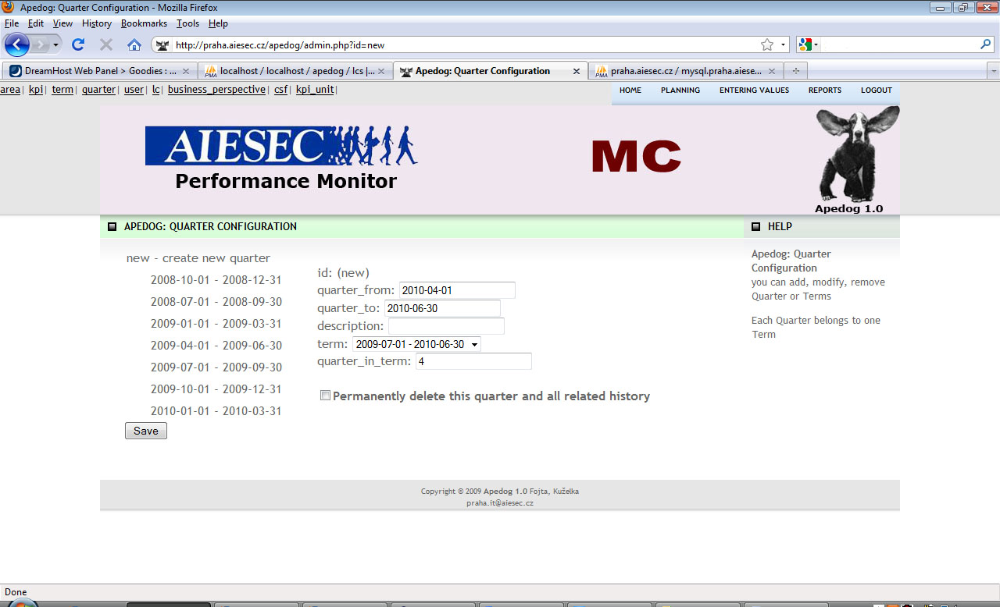 Apedog: Quarter Configuration - Mozilla Firefox
File Edit View History Bookmarks Tools Help
http://praha.aiesec.cz/apedog/admin.php?id=new
DreamHost Web Panel > Goodies : ...
localhost / localhost / apedog / lcs |...
Apedog: Quarter Configuration
praha.aiesec.cz / mysql.praha.aiese...
area| kpi| term| quarter| user| lc| business_perspective| csf| kpi_unit|
HOME PLANNING ENTERING VALUES REPORTS LOGOUT
AIESEC
Performance Monitor
MC
Apedog 1.0
APEDOG: QUARTER CONFIGURATION
new - create new quarter
2008-10-01 - 2008-12-31
2008-07-01 - 2008-09-30
2009-01-01 - 2009-03-31
2009-04-01 - 2009-06-30
2009-07-01 - 2009-09-30
2009-10-01 - 2009-12-31
2010-01-01 - 2010-03-31
Save
id: (new)
quarter_from: 2010-04-01
quarter_to: 2010-06-30
description:
term: 2009-07-01 - 2010-06-30
quarter_in_term: 4
Permanently delete this quarter and all related history
HELP
Apedog: Quarter
Configuration
you can add, modify, remove
Quarter or Terms
Each Quarter belongs to one
Term
Copyright © 2009 Apedog 1.0 Fojta, Kuželka
praha.it@aiesec.cz
Done